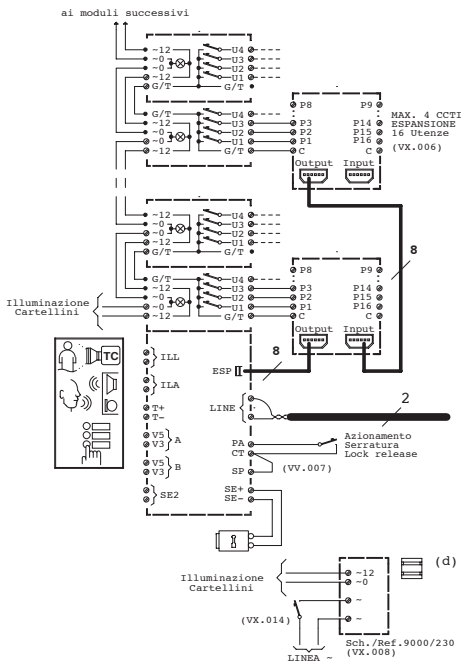 ai moduli successivi
~12 U4
~0 U3
~0 U2
~12 U1
G/T G/T
G/T U4
~12 U3
~0 U2
~0 U1
~12 G/T
P8 P9
P3 P14
P2 P15
P1 P16
C C
Output Input
MAX. 4 CCTI
ESPANSIONE
16 Utenze
(VX.006)
8
~12 U4
~0 U3
~0 U2
~12 U1
G/T G/T
G/T U4
~12 U3
~0 U2
~0 U1
~12 G/T
P8 P9
P3 P14
P2 P15
P1 P16
C C
Output Input
Illuminazione
Cartellini
TC
ILL
ILA
T+
T-
V5
V3
A
V5
V3
B
SE2
ESP
8
LINE
2
PA
CT
SP
SE+
SE-
Azionamento
Serratura
Lock release
(VV.007)
Illuminazione
Cartellini
~12
~0
~
~
(VX.014)
LINEA ~
(d)
Sch./Ref.9000/230
(VX.008)